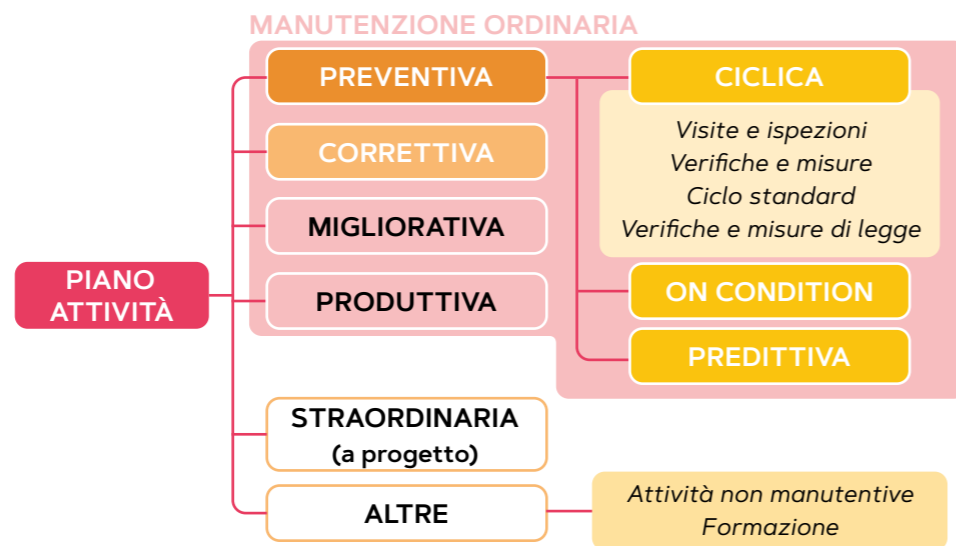 MANUTENZIONE ORDINARIA
PIANO
ATTIVITÀ
PREVENTIVA
CORRETTIVA
MIGLIORATIVA
PRODUTTIVA
STRAORDINARIA
(a progetto)
ALTRE
CICLICA
Visite e ispezioni
Verifiche e misure
Ciclo standard
Verifiche e misure di legge
ON CONDITION
PREDITTIVA
Attività non manutentive
Formazione